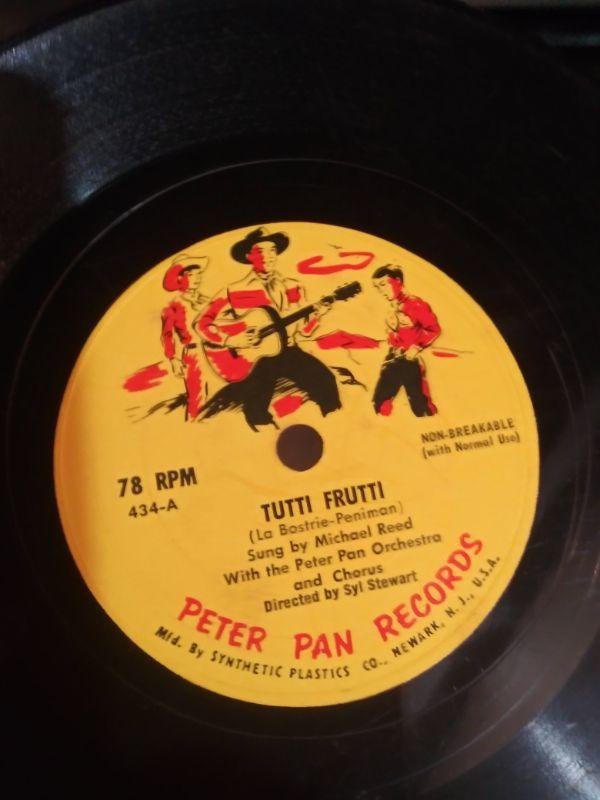 NON-BREAKABLE
(with Normal Use)
78 RPM
434-A
TUTTI FRUTTI
(La Bostrie-Peniman)
Sung by Michael Reed
With the Peter Pan Orchestra
and Chorus
Directed by Syl Stewart
PETER PAN RECORDS
Mfd. By SYNTHETIC PLASTICS CO., NEWARK, N. J., U.S.A.